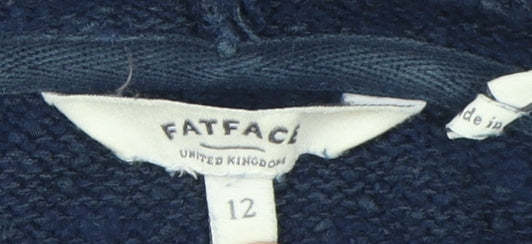 FATFACE
UNITED KINGDOM
12
de in